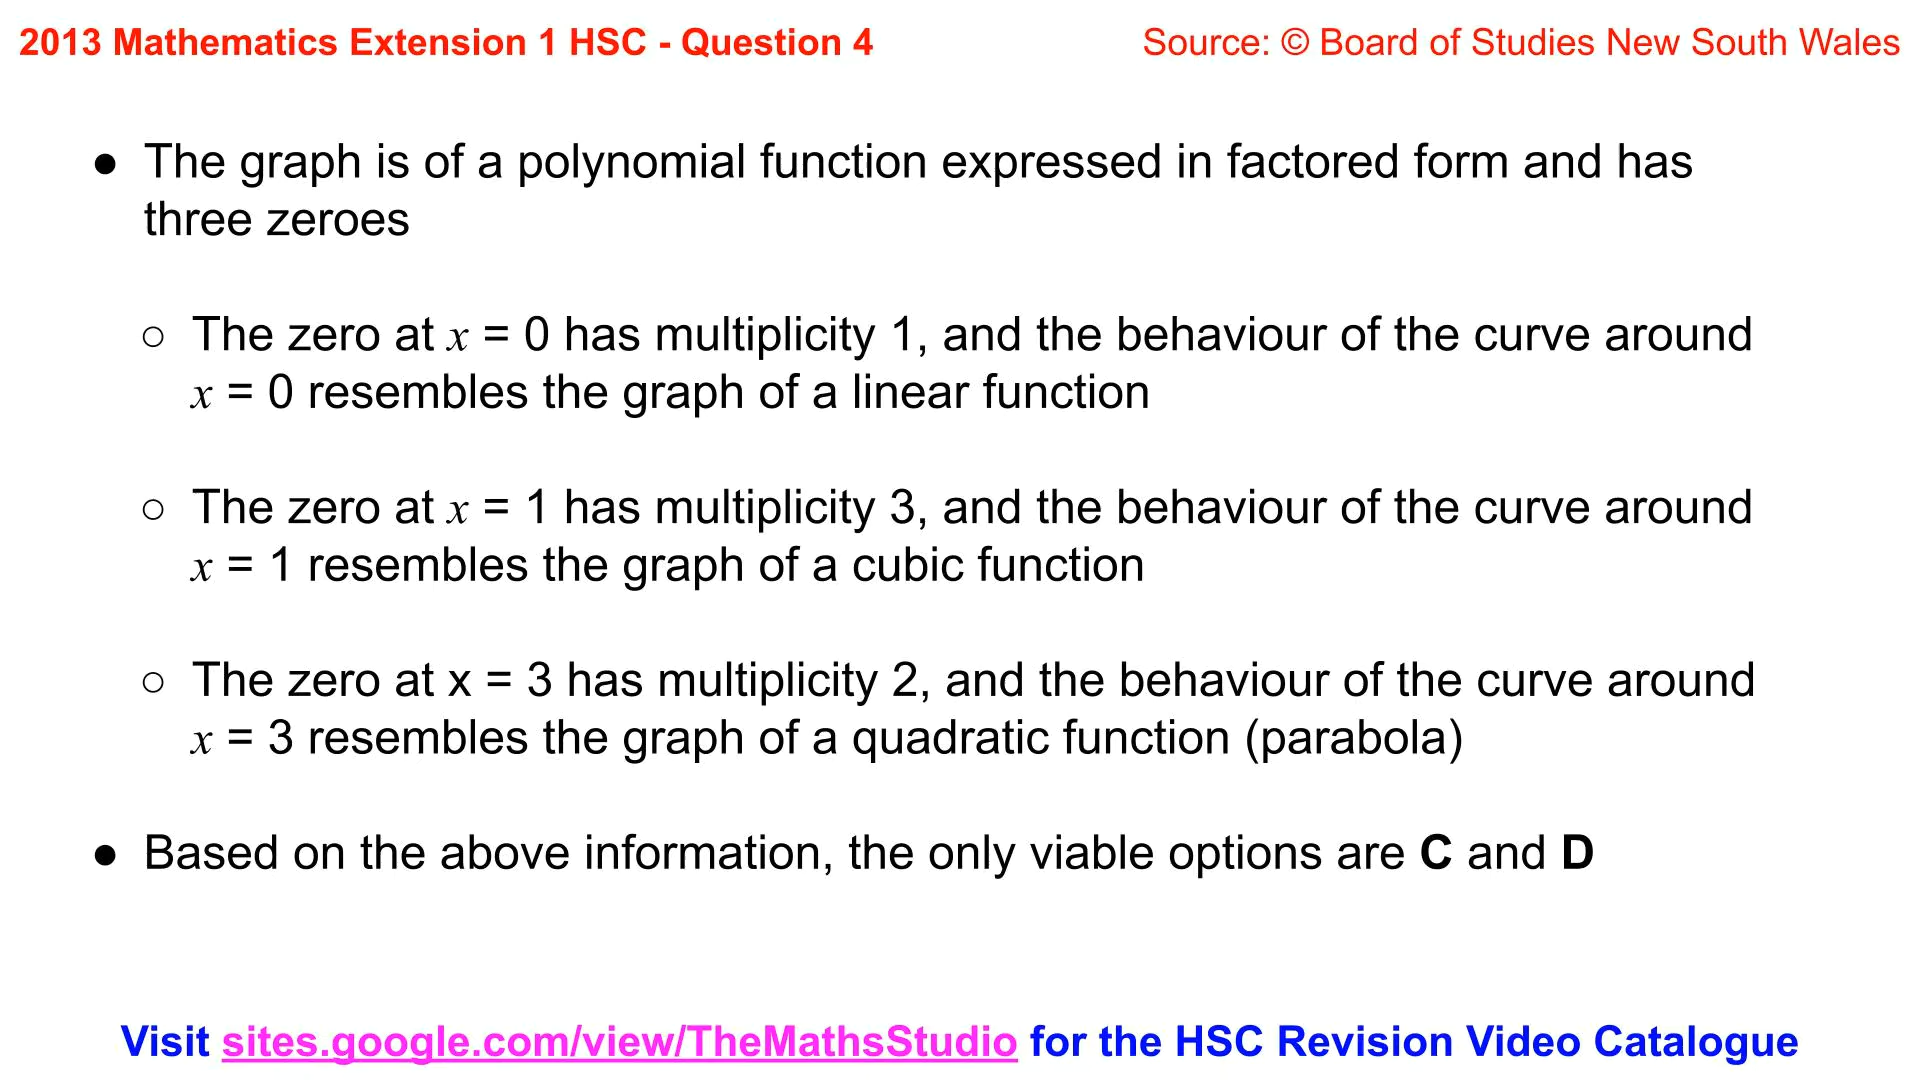 2013 Mathematics Extension 1 HSC - Question 4 Source: © Board of Studies New South Wales
● The graph is of a polynomial function expressed in factored form and has
three zeroes
○ The zero at x = 0 has multiplicity 1, and the behaviour of the curve around
x = 0 resembles the graph of a linear function
○ The zero at x = 1 has multiplicity 3, and the behaviour of the curve around
x = 1 resembles the graph of a cubic function
○ The zero at x = 3 has multiplicity 2, and the behaviour of the curve around
x = 3 resembles the graph of a quadratic function (parabola)
● Based on the above information, the only viable options are C and D
Visit sites.google.com/view/TheMathsStudio for the HSC Revision Video Catalogue